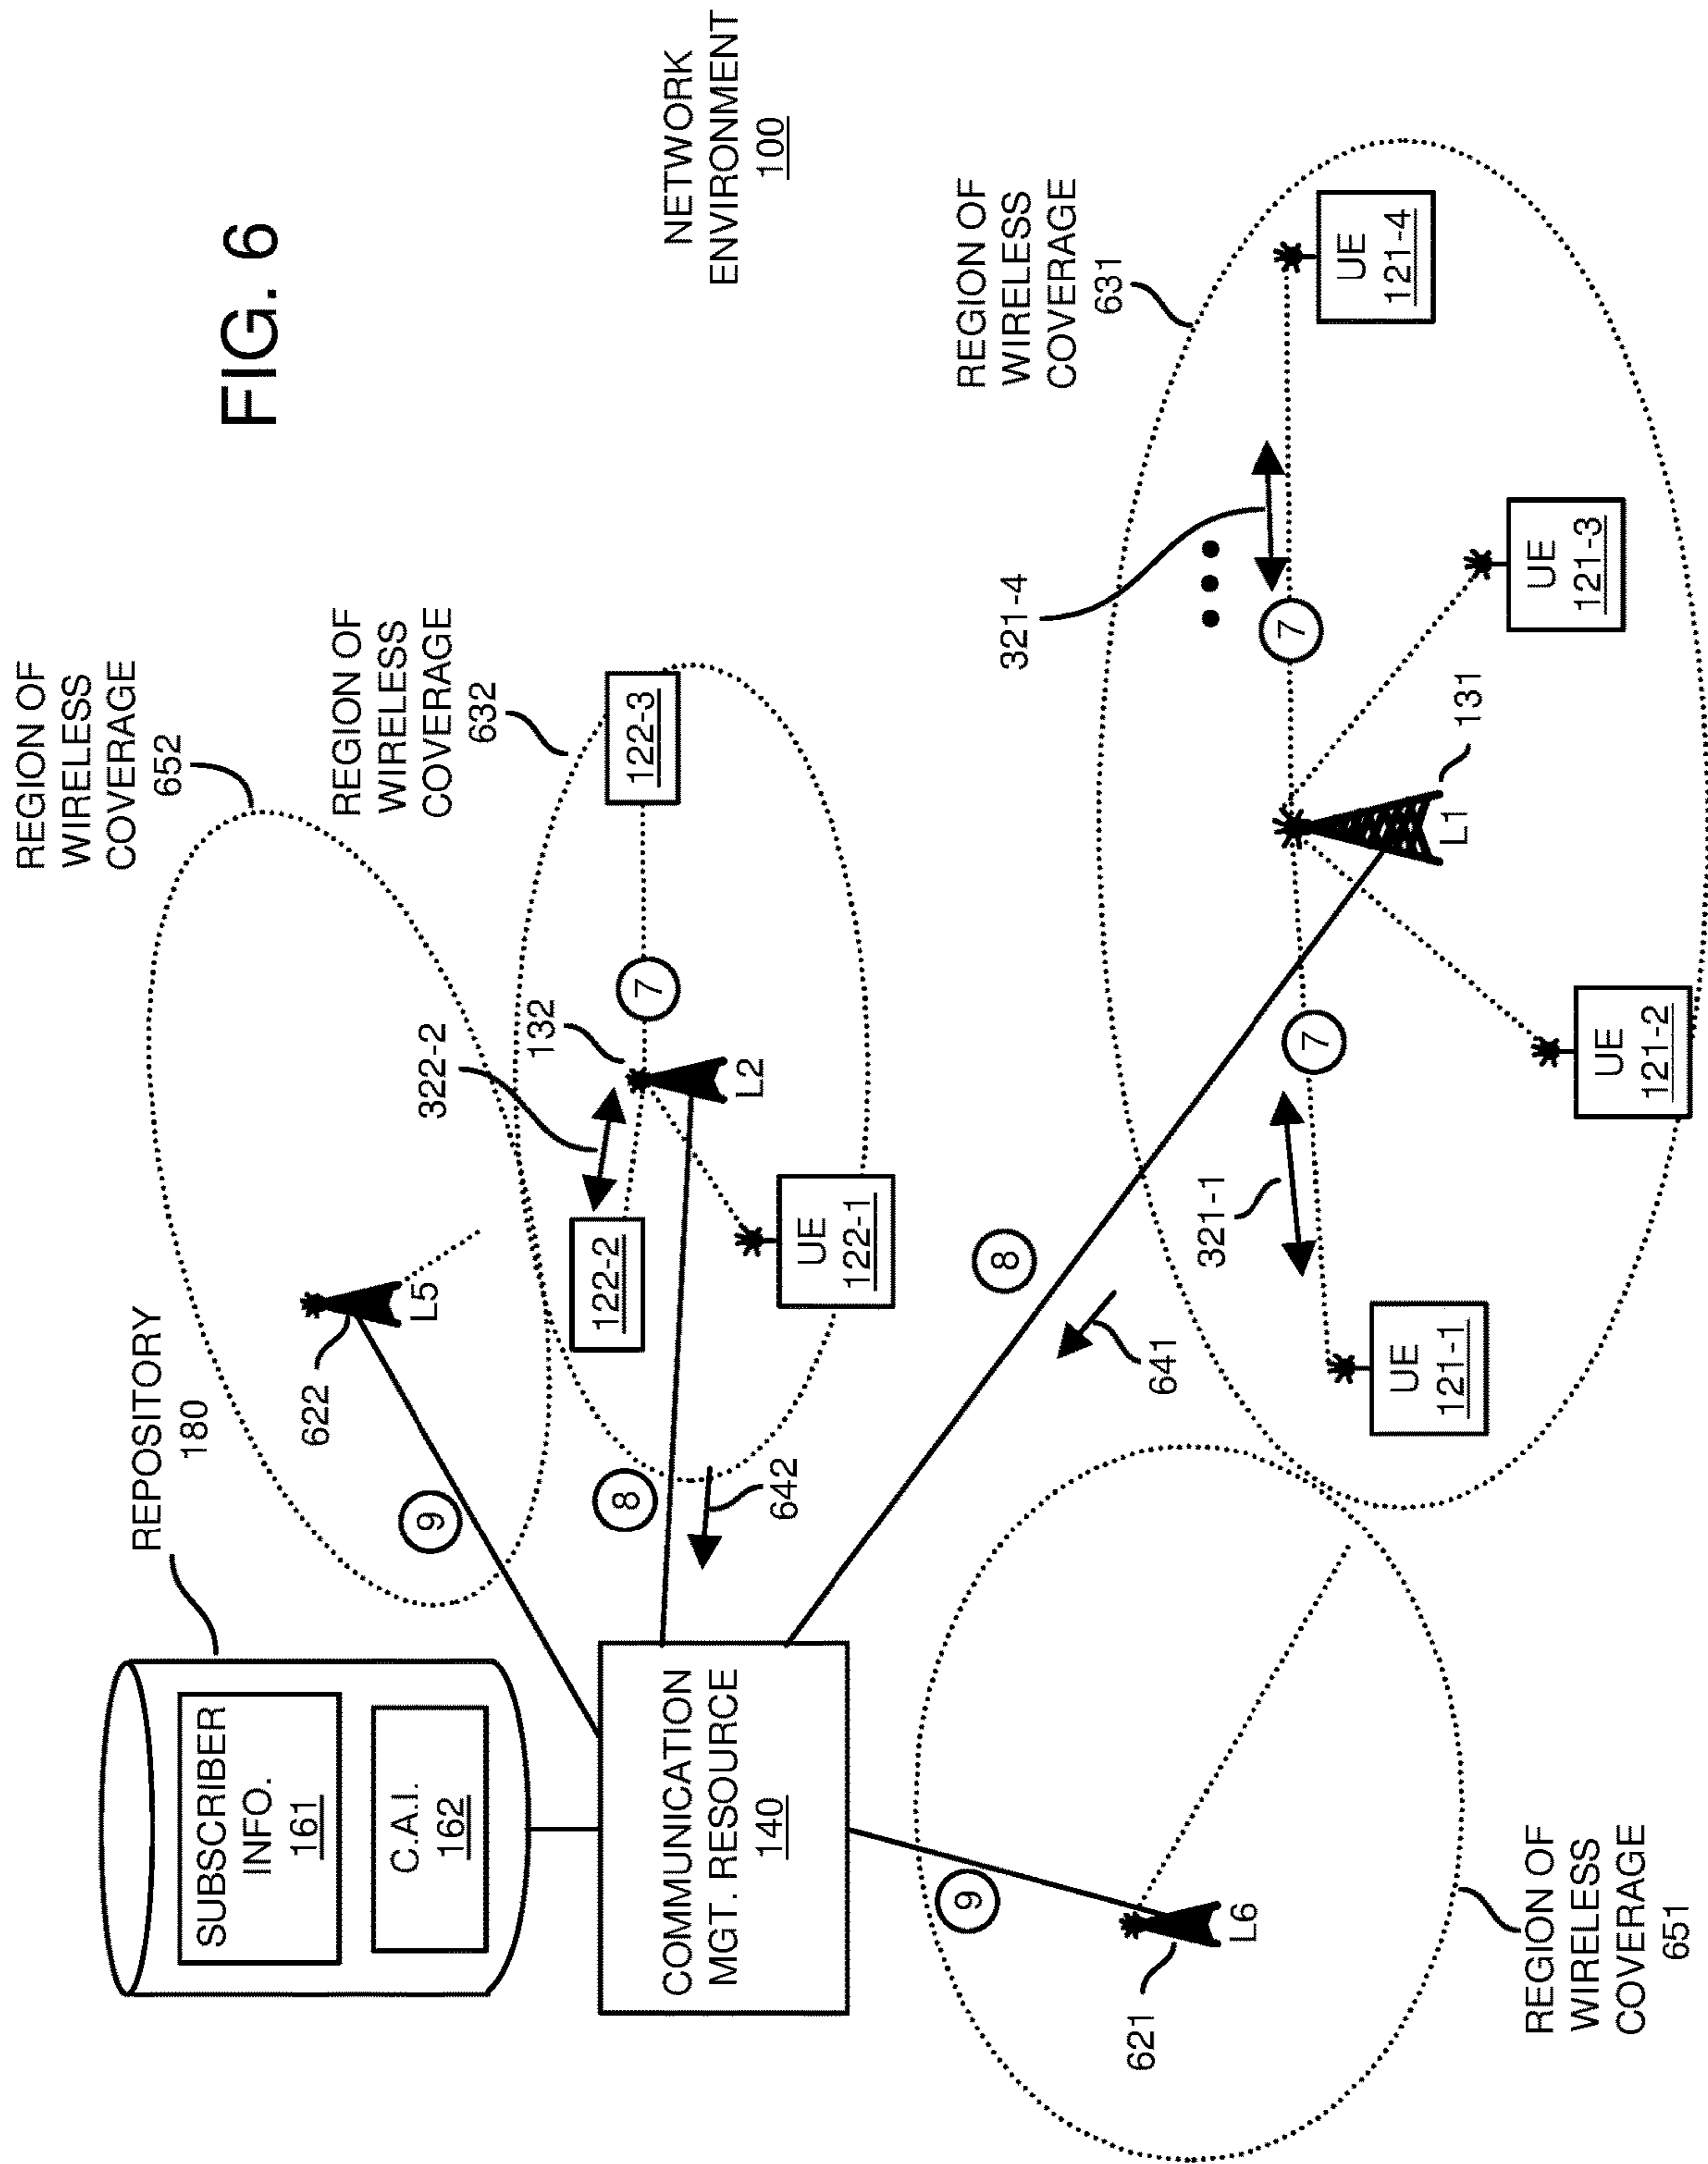 FIG. 6
NETWORK
ENVIRONMENT
100
REGION OF
WIRELESS
COVERAGE
652
REGION OF
WIRELESS
COVERAGE
632
REPOSITORY
180
SUBSCRIBER
INFO.
161
C.A.I.
162
622
L5
9
322-2
132
7
122-3
122-2
L2
UE
122-1
8
642
COMMUNICATION
MGT. RESOURCE
140
8
641
REGION OF
WIRELESS
COVERAGE
631
321-4
7
UE
121-4
131
L1
UE
121-3
7
321-1
UE
121-2
UE
121-1
9
621
L6
REGION OF
WIRELESS
COVERAGE
651